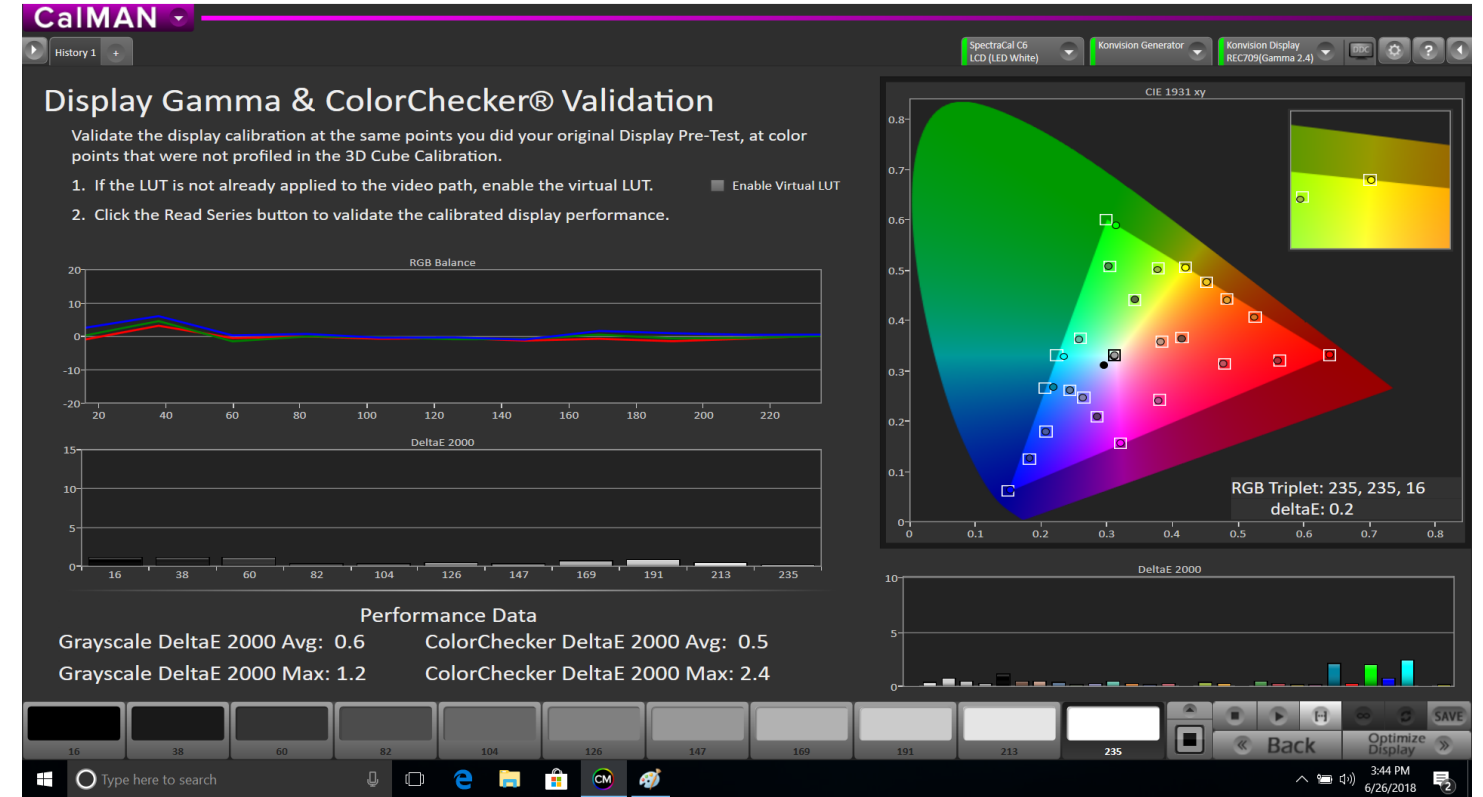 CalMAN
History 1 +
SpectraCal C6
LCD (LED White)
Konvision Generator
Konvision Display
REC709(Gamma 2.4)
DDC
?
Display Gamma & ColorChecker® Validation
Validate the display calibration at the same points you did your original Display Pre-Test, at color
points that were not profiled in the 3D Cube Calibration.
1. If the LUT is not already applied to the video path, enable the virtual LUT.
Enable Virtual LUT
2. Click the Read Series button to validate the calibrated display performance.
RGB Balance
20
10
0
-10
-20
20 40 60 80 100 120 140 160 180 200 220
DeltaE 2000
15
10
5
0
16 38 60 82 104 126 147 169 191 213 235
Performance Data
Grayscale DeltaE 2000 Avg: 0.6 ColorChecker DeltaE 2000 Avg: 0.5
Grayscale DeltaE 2000 Max: 1.2 ColorChecker DeltaE 2000 Max: 2.4
CIE 1931 xy
0.8
0.7
0.6
0.5
0.4
0.3
0.2
0.1
0
0 0.1 0.2 0.3 0.4 0.5 0.6 0.7 0.8
RGB Triplet: 235, 235, 16
deltaE: 0.2
DeltaE 2000
10
5
0
16 38 60 82 104 126 147 169 191 213 235
SAVE
Back
Optimize
Display
Type here to search
CM
3:44 PM
6/26/2018
2